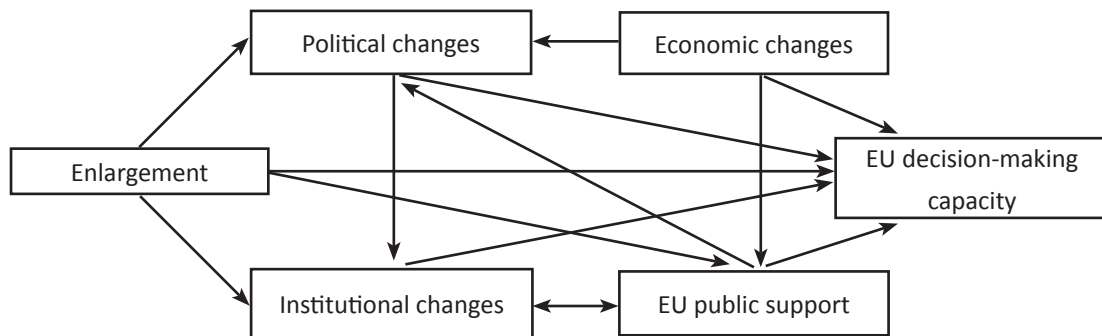 Political changes
Economic changes
Enlargement
EU decision-making
capacity
Institutional changes
EU public support